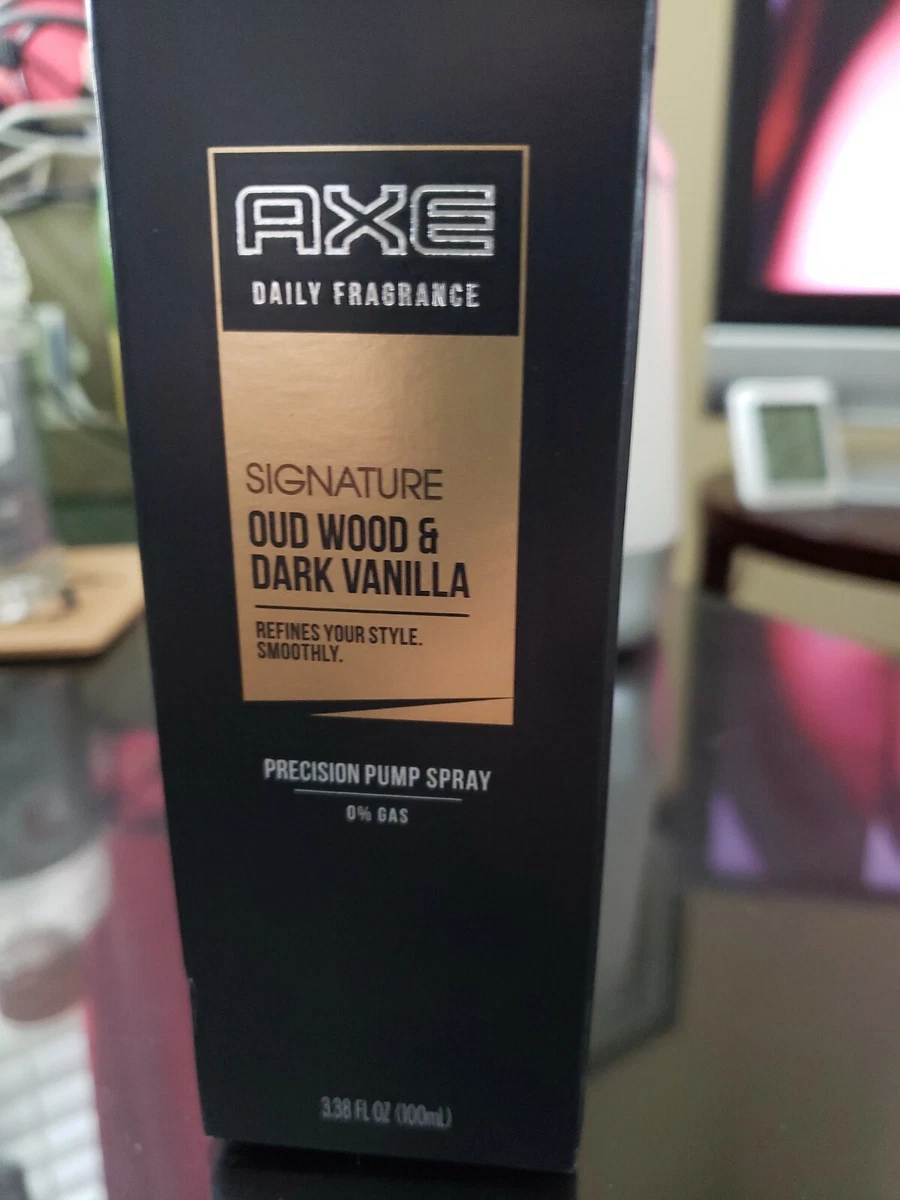 AXE
DAILY FRAGRANCE
SIGNATURE
OUD WOOD &
DARK VANILLA
REFINES YOUR STYLE.
SMOOTHLY.
PRECISION PUMP SPRAY
0% GAS
3.38 FL OZ (100mL)